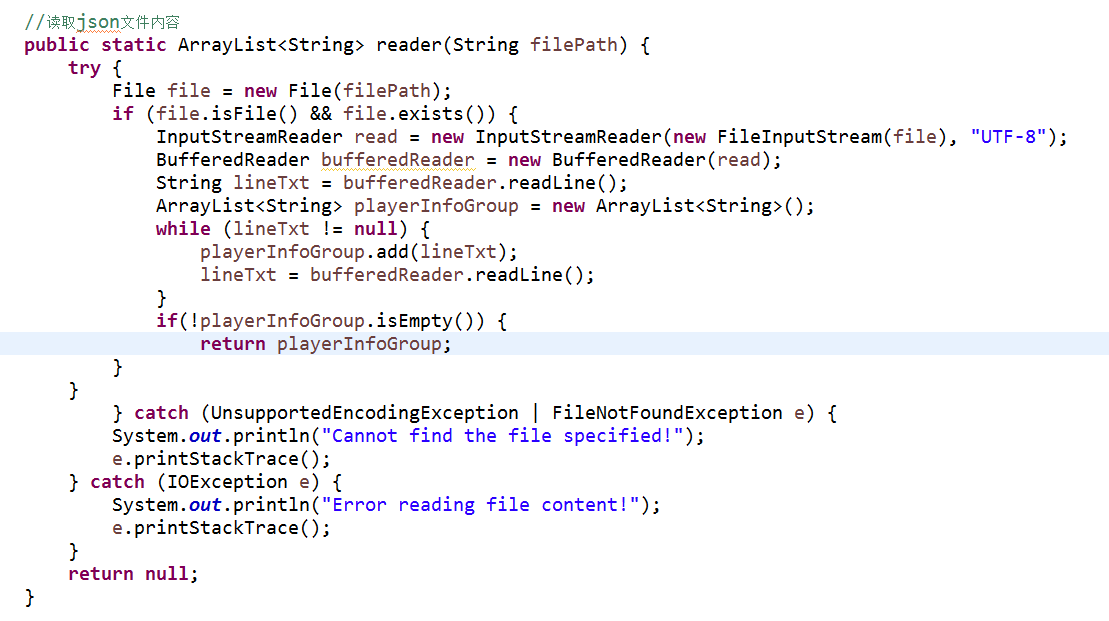 //读取json文件内容
public static ArrayList<String> reader(String filePath) {
    try {
        File file = new File(filePath);
        if (file.isFile() && file.exists()) {
            InputStreamReader read = new InputStreamReader(new FileInputStream(file), "UTF-8");
            BufferedReader bufferedReader = new BufferedReader(read);
            String lineTxt = bufferedReader.readLine();
            ArrayList<String> playerInfoGroup = new ArrayList<String>();
            while (lineTxt != null) {
                playerInfoGroup.add(lineTxt);
                lineTxt = bufferedReader.readLine();
            }
            if(!playerInfoGroup.isEmpty()) {
                return playerInfoGroup;
        }
    }
        } catch (UnsupportedEncodingException | FileNotFoundException e) {
        System.out.println("Cannot find the file specified!");
        e.printStackTrace();
    } catch (IOException e) {
        System.out.println("Error reading file content!");
        e.printStackTrace();
    }
    return null;
}